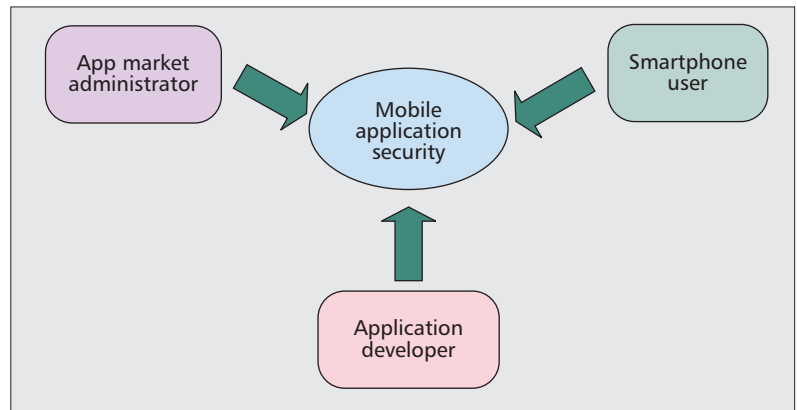 App market
administrator
Smartphone
user
Mobile
application
security
Application
developer